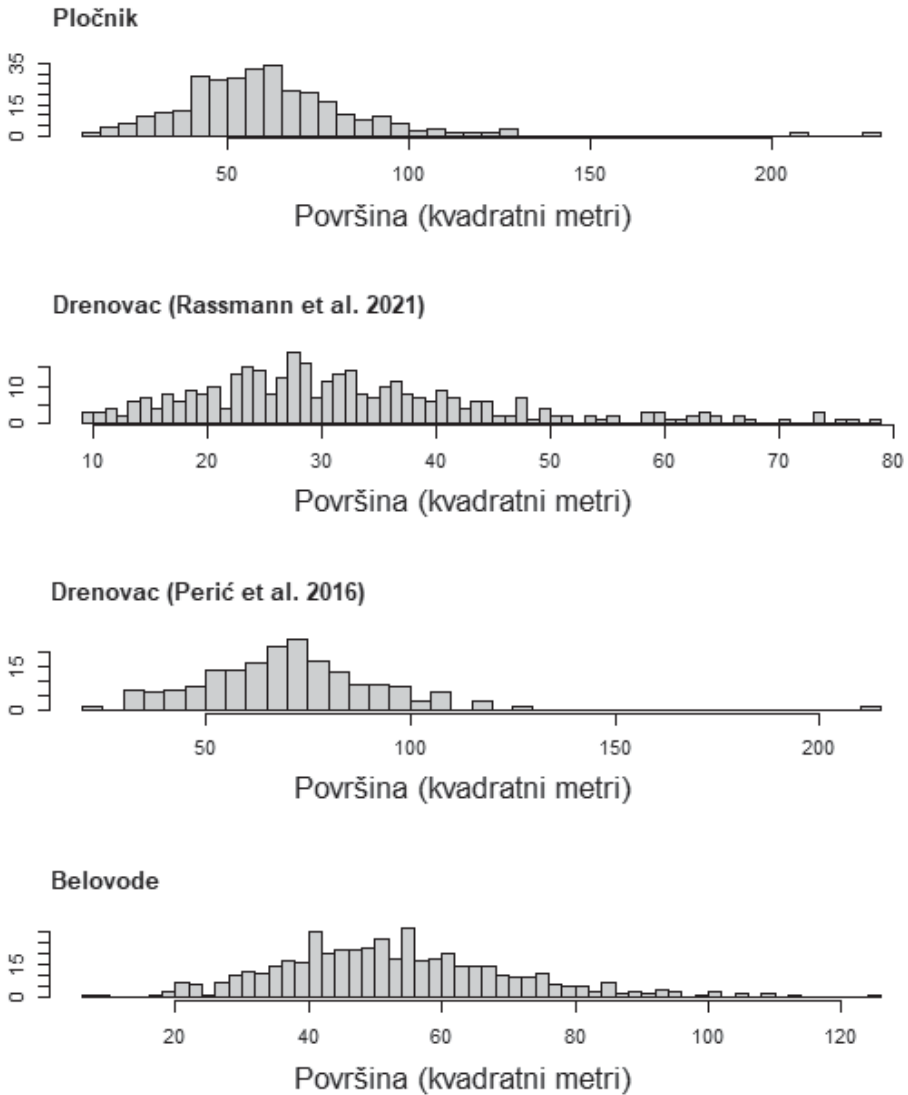 Pločnik
35
15
0
50 100 150 200
Površina (kvadratni metri)
Drenovac (Rassmann et al. 2021)
10
0
10 20 30 40 50 60 70 80
Površina (kvadratni metri)
Drenovac (Perić et al. 2016)
15
0
50 100 150 200
Površina (kvadratni metri)
Belovode
15
0
20 40 60 80 100 120
Površina (kvadratni metri)